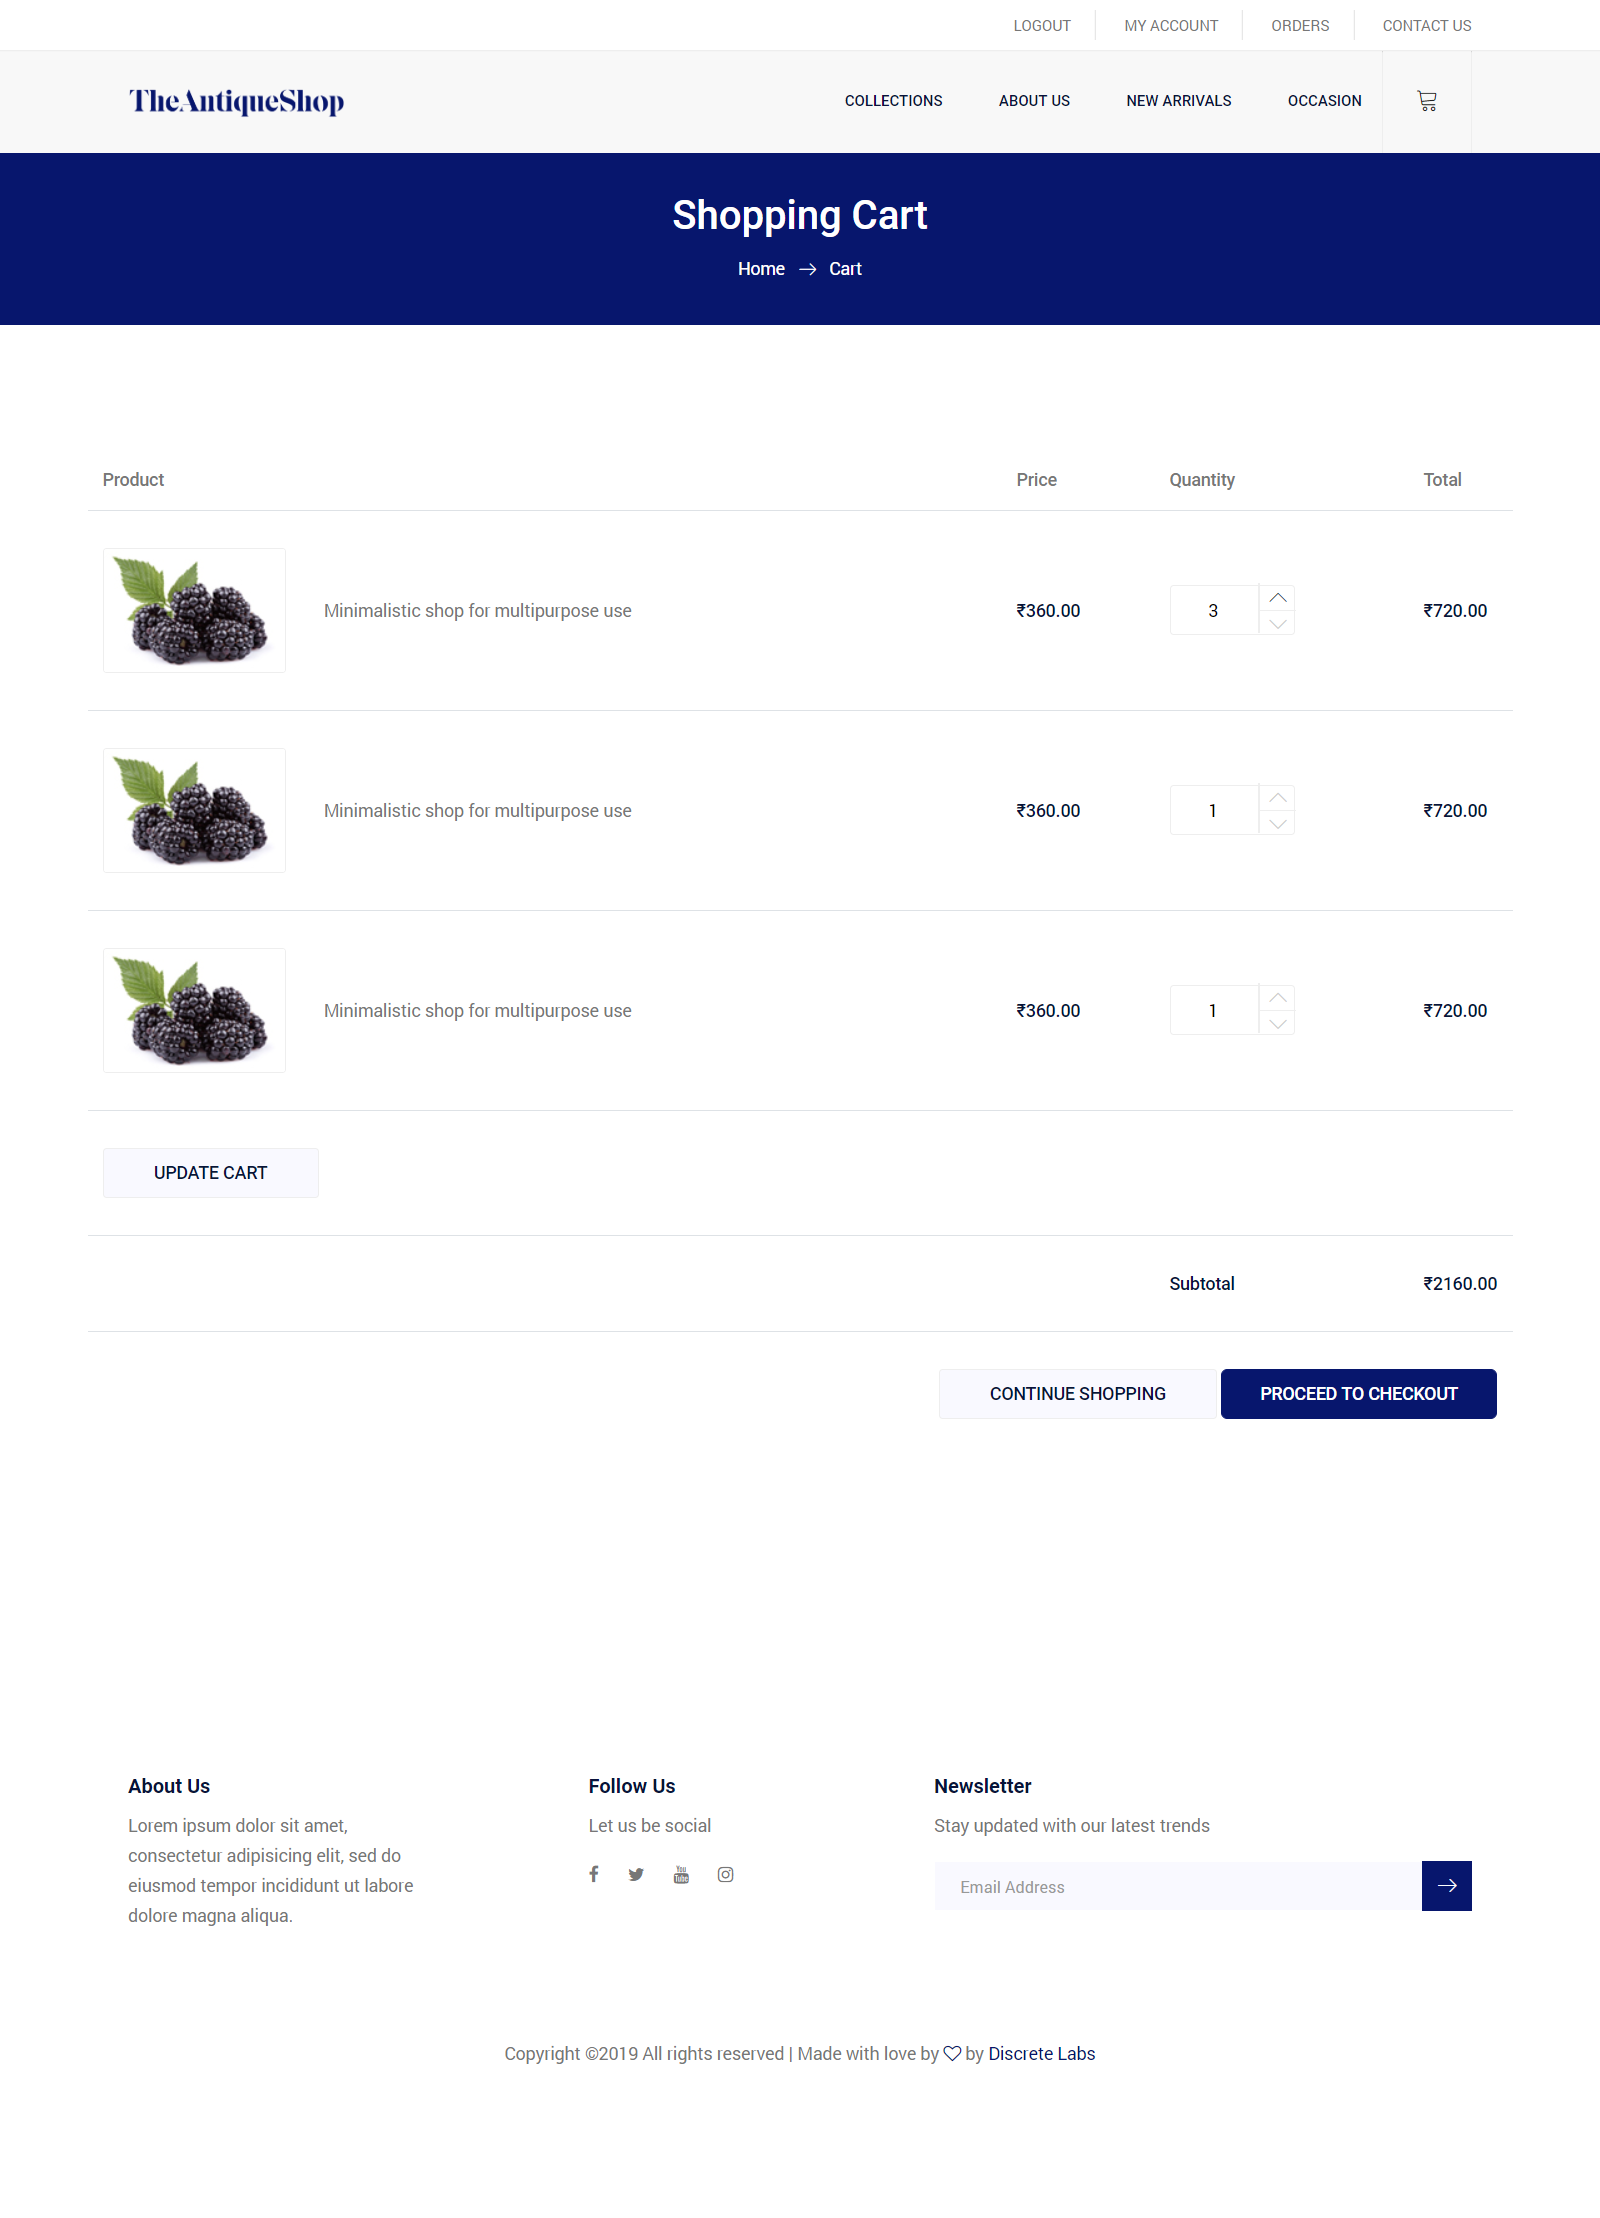 LOGOUT MY ACCOUNT ORDERS CONTACT US
TheAntiqueShop COLLECTIONS ABOUT US NEW ARRIVALS OCCASION
Shopping Cart
Home Cart
Product Price Quantity Total
Minimalistic shop for multipurpose use ₹360.00 3 ₹720.00
Minimalistic shop for multipurpose use ₹360.00 1 ₹720.00
Minimalistic shop for multipurpose use ₹360.00 1 ₹720.00
UPDATE CART
Subtotal ₹2160.00
CONTINUE SHOPPING PROCEED TO CHECKOUT
About Us
Lorem ipsum dolor sit amet,
consectetur adipisicing elit, sed do
eiusmod tempor incididunt ut labore
dolore magna aliqua.
Follow Us
Let us be social
You
Tube
Newsletter
Stay updated with our latest trends
Email Address
Copyright ©2019 All rights reserved | Made with love by by Discrete Labs